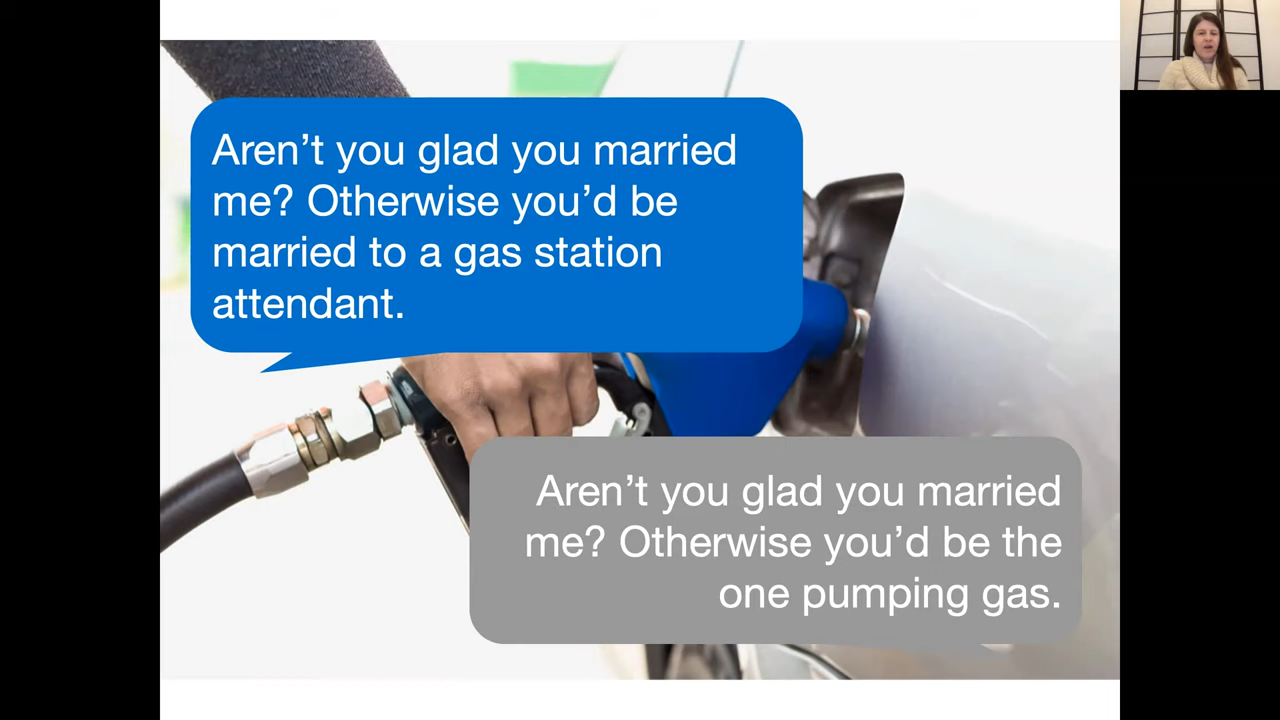 Aren’t you glad you married
me? Otherwise you’d be
married to a gas station
attendant.
Aren’t you glad you married
me? Otherwise you’d be the
one pumping gas.